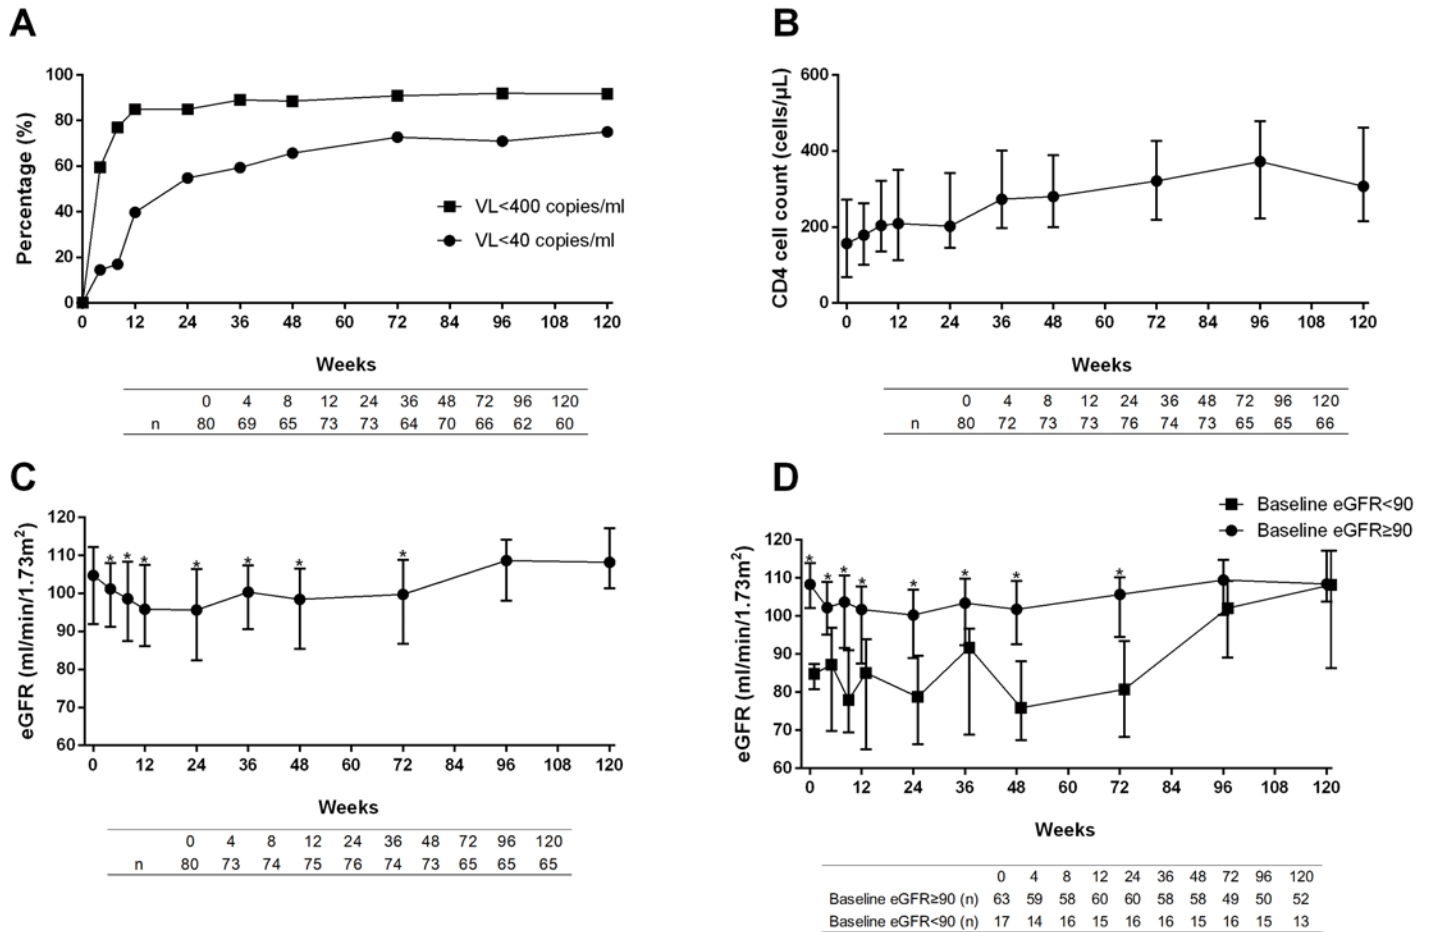 A
Percentage (%)
100
80
60
40
20
0
VL<400 copies/ml
VL<40 copies/ml
0 12 24 36 48 60 72 84 96 108 120
Weeks
0 4 8 12 24 36 48 72 96 120
n 80 69 65 73 73 64 70 66 62 60
B
CD4 cell count (cells/μL)
600
400
200
0
0 12 24 36 48 60 72 84 96 108 120
Weeks
0 4 8 12 24 36 48 72 96 120
n 80 72 73 73 76 74 73 65 65 66
C
eGFR (ml/min/1.73m²)
120
110
100
90
80
70
60
* * * * * * *
0 12 24 36 48 60 72 84 96 108 120
Weeks
0 4 8 12 24 36 48 72 96 120
n 80 73 74 75 76 74 73 65 65 65
D
Baseline eGFR<90
Baseline eGFR≥90
eGFR (ml/min/1.73m²)
120
110
100
90
80
70
60
* * * * * * * *
0 12 24 36 48 60 72 84 96 108 120
Weeks
0 4 8 12 24 36 48 72 96 120
Baseline eGFR≥90 (n) 63 59 58 60 60 58 58 49 50 52
Baseline eGFR<90 (n) 17 14 16 15 16 16 15 16 15 13